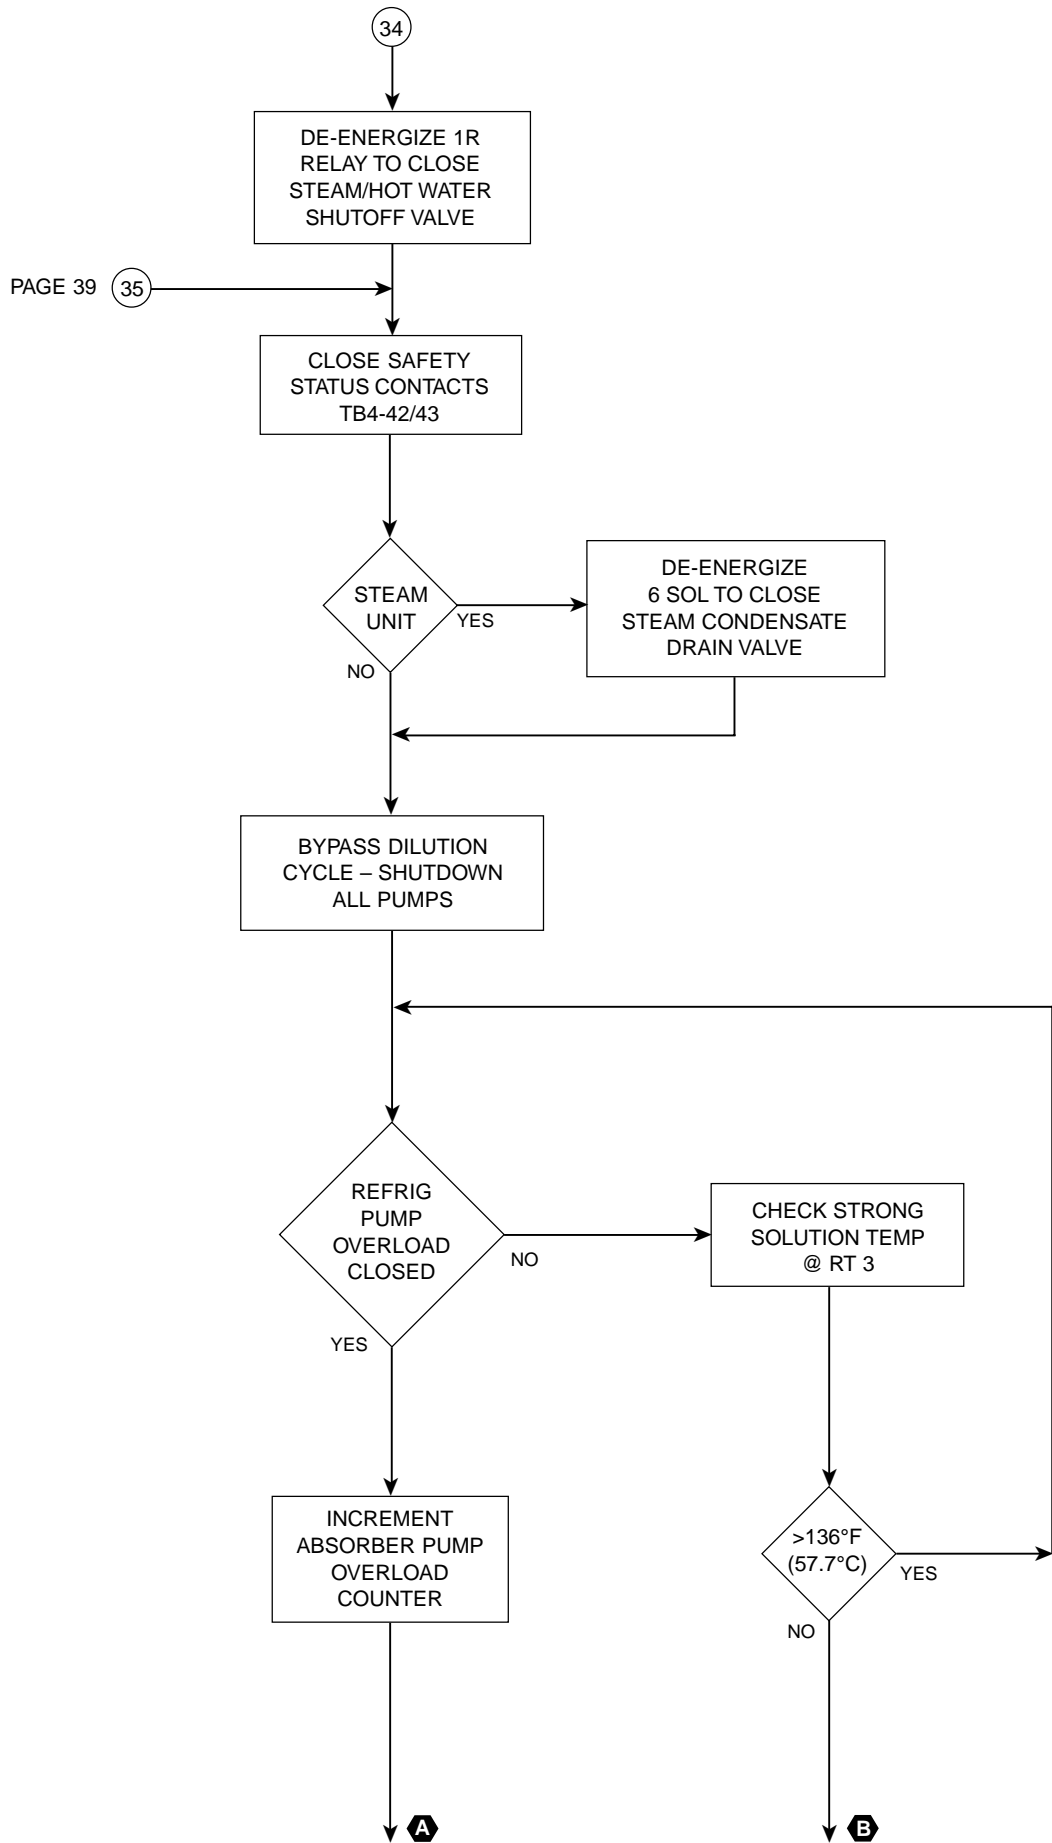 34
DE-ENERGIZE 1R
RELAY TO CLOSE
STEAM/HOT WATER
SHUTOFF VALVE
PAGE 39
35
CLOSE SAFETY
STATUS CONTACTS
TB4-42/43
STEAM
UNIT
YES
NO
DE-ENERGIZE
6 SOL TO CLOSE
STEAM CONDENSATE
DRAIN VALVE
BYPASS DILUTION
CYCLE – SHUTDOWN
ALL PUMPS
REFRIG
PUMP
OVERLOAD
CLOSED
NO
YES
CHECK STRONG
SOLUTION TEMP
@ RT 3
INCREMENT
ABSORBER PUMP
OVERLOAD
COUNTER
>136°F
(57.7°C)
YES
NO
A
B